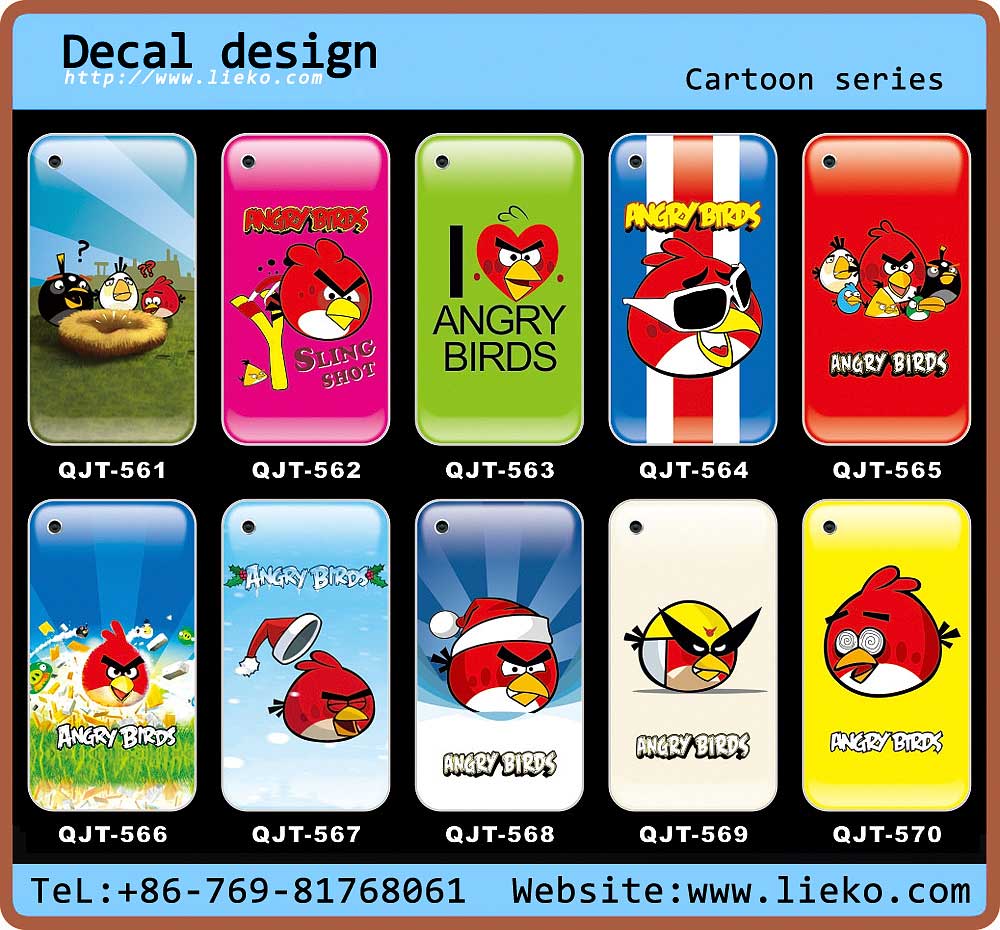 Decal design
http://www.lieko.com
Cartoon series
?
??
ANGRY BIRDS
SLING
SHOT
I
ANGRY
BIRDS
ANGRY BIRDS
ANGRY BIRDS
QJT-561
QJT-562
QJT-563
QJT-564
QJT-565
ANGRY BIRDS
ANGRY BIRDS
ANGRY BIRDS
ANGRY BIRDS
ANGRY BIRDS
QJT-566
QJT-567
QJT-568
QJT-569
QJT-570
TeL:+86-769-81768061
Website:www.lieko.com